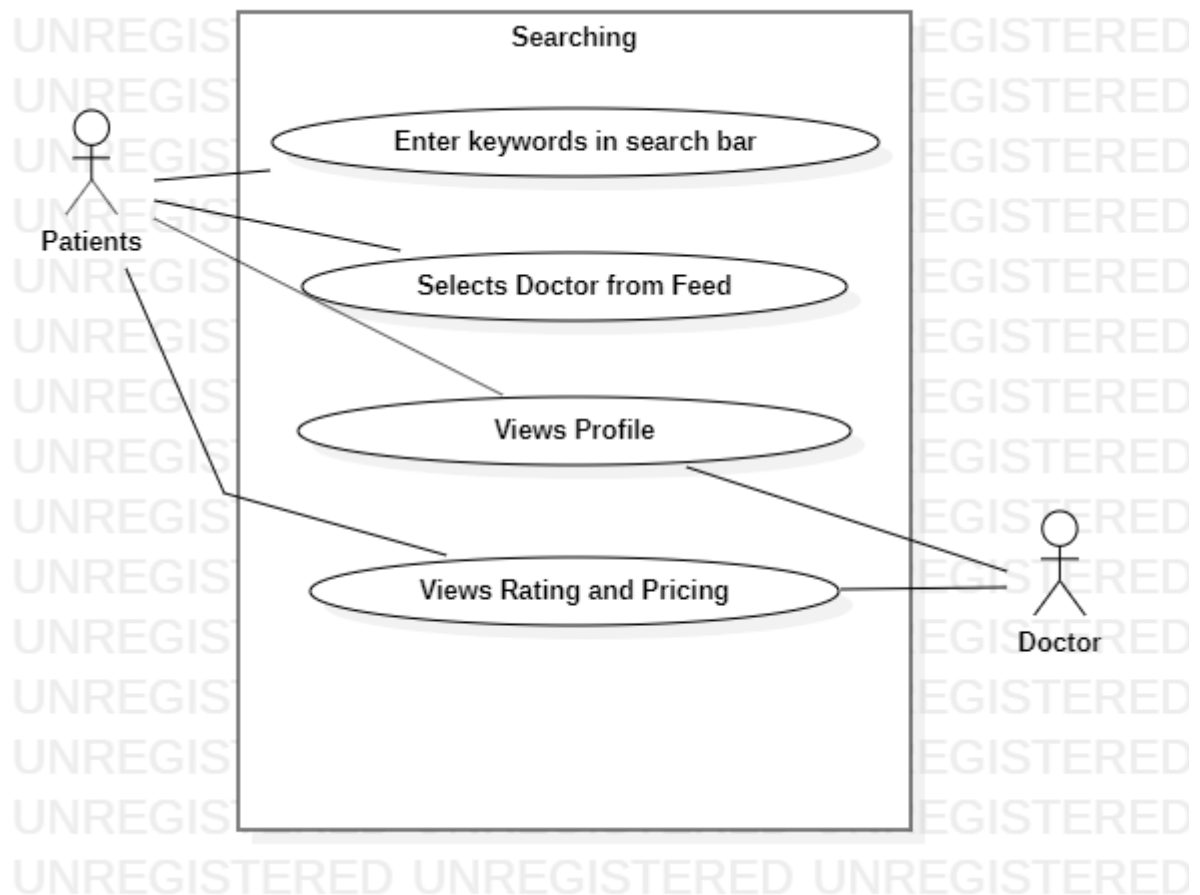 Searching
Enter keywords in search bar
Patients
Selects Doctor from Feed
Views Profile
Views Rating and Pricing
Doctor
UNREGISTERED UNREGISTERED UNREGISTERED